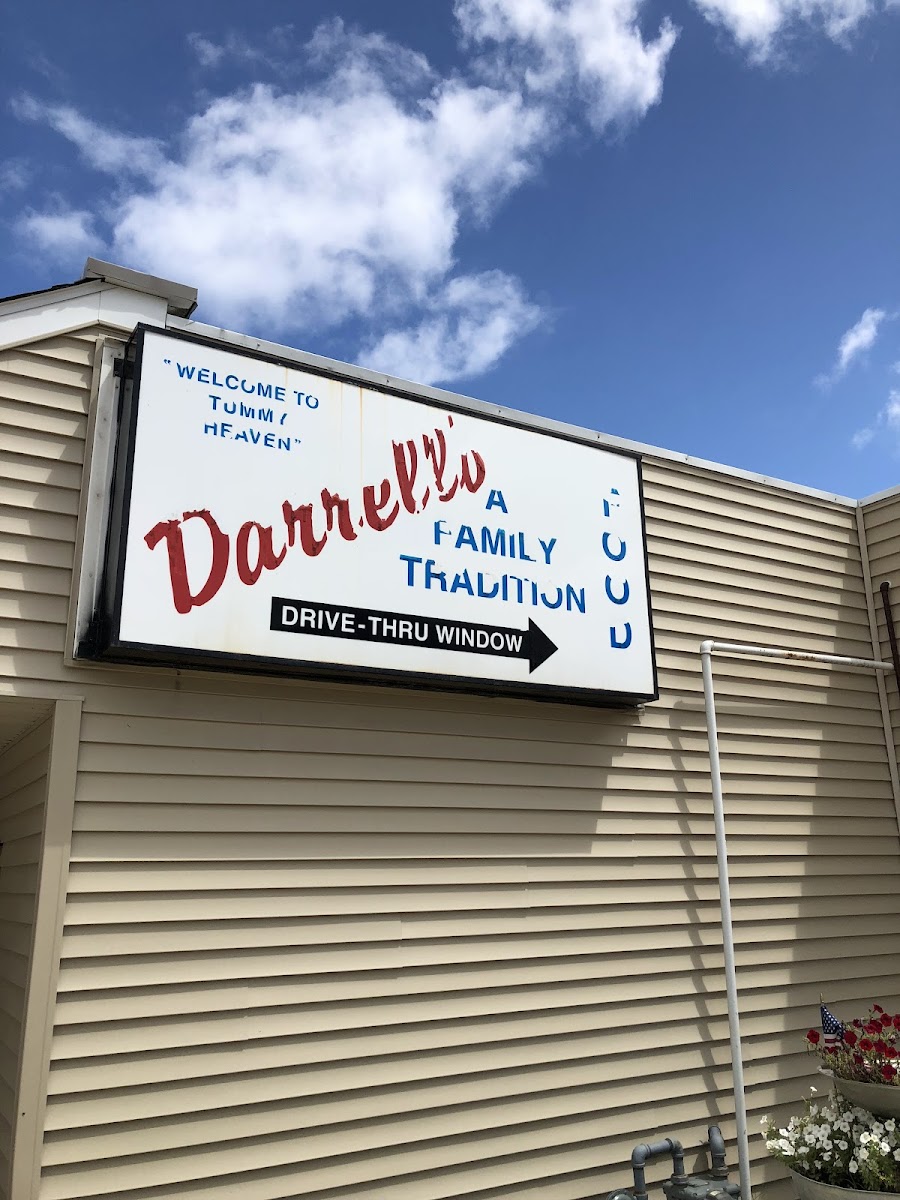 "WELCOME TO
TUMMY
HEAVEN"
Darrell's
A
FAMILY
TRADITION
FOOD
DRIVE-THRU WINDOW